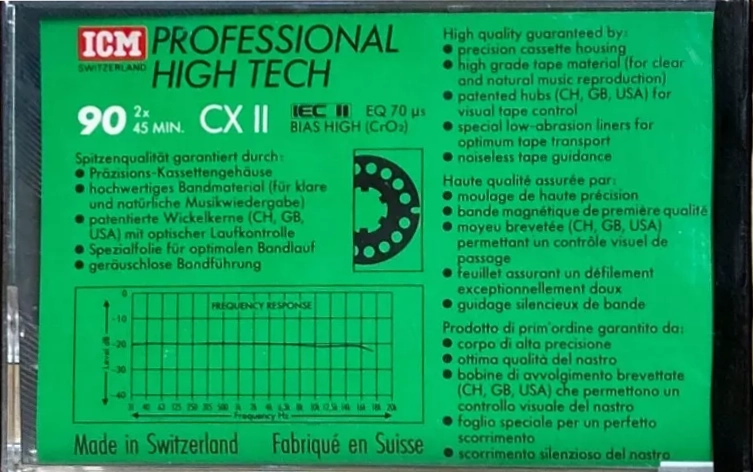 ICM
SWITZERLAND
PROFESSIONAL
HIGH TECH
90 2x
45 MIN. CX II IEC II EQ 70 µs
BIAS HIGH (CrO2)
Spitzenqualität garantiert durch:
● Präzisions-Kassettengehäuse
● hochwertiges Bandmaterial (für klare
und natürliche Musikwiedergabe)
● patentierte Wickelkerne (CH, GB,
USA) mit optischer Laufkontrolle
● Spezialfolie für optimalen Bandlauf
● geräuschlose Bandführung
FREQUENCY RESPONSE
Level dB
0
-10
-20
-30
-40
Frequency Hz
Made in Switzerland Fabriqué en Suisse
High quality guaranteed by:
● precision cassette housing
● high grade tape material (for clear
and natural music reproduction)
● patented hubs (CH, GB, USA) for
visual tape control
● special low-abrasion liners for
optimum tape transport
● noiseless tape guidance
Haute qualité assurée par:
● moulage de haute précision
● bande magnétique de première qualité
● moyeu brevetée (CH, GB, USA)
permettant un contrôle visuel de
passage
● feuillet assurant un défilement
exceptionnellement doux
● guidage silencieux de bande
Prodotto di prim'ordine garantito da:
● corpo di alta precisione
● ottima qualità del nastro
● bobine di avvolgimento brevettate
(CH, GB, USA) che permettono un
controllo visuale del nastro
● foglio speciale per un perfetto
scorrimento
● scorrimento silenzioso del nastro